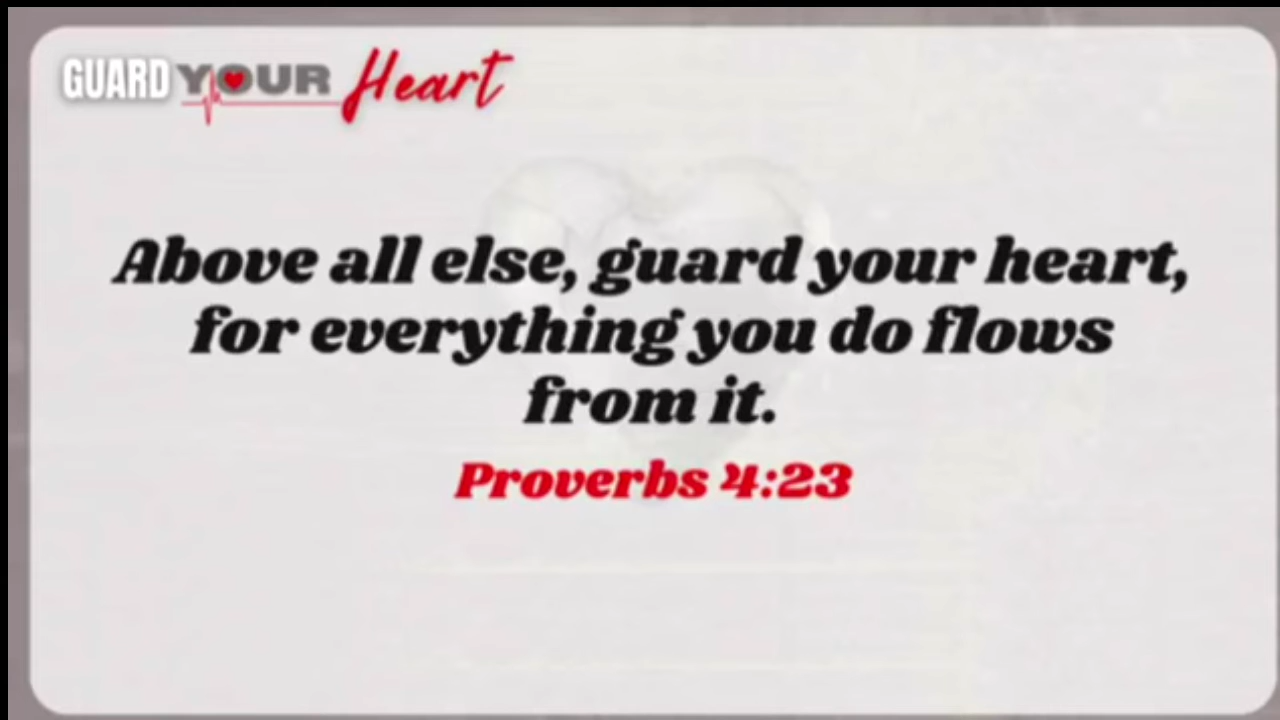 GUARD YOUR Heart
Above all else, guard your heart,
for everything you do flows
from it.
Proverbs 4:23